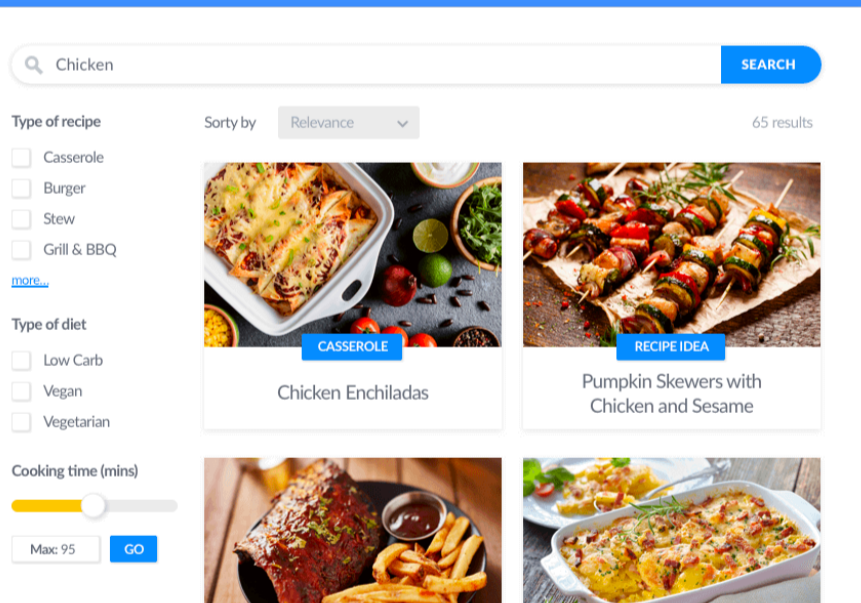 Chicken
SEARCH
Type of recipe
Casserole
Burger
Stew
Grill & BBQ
more...
Type of diet
Low Carb
Vegan
Vegetarian
Cooking time (mins)
Max: 95
GO
Sorty by
Relevance
65 results
CASSEROLE
Chicken Enchiladas
RECIPE IDEA
Pumpkin Skewers with
Chicken and Sesame